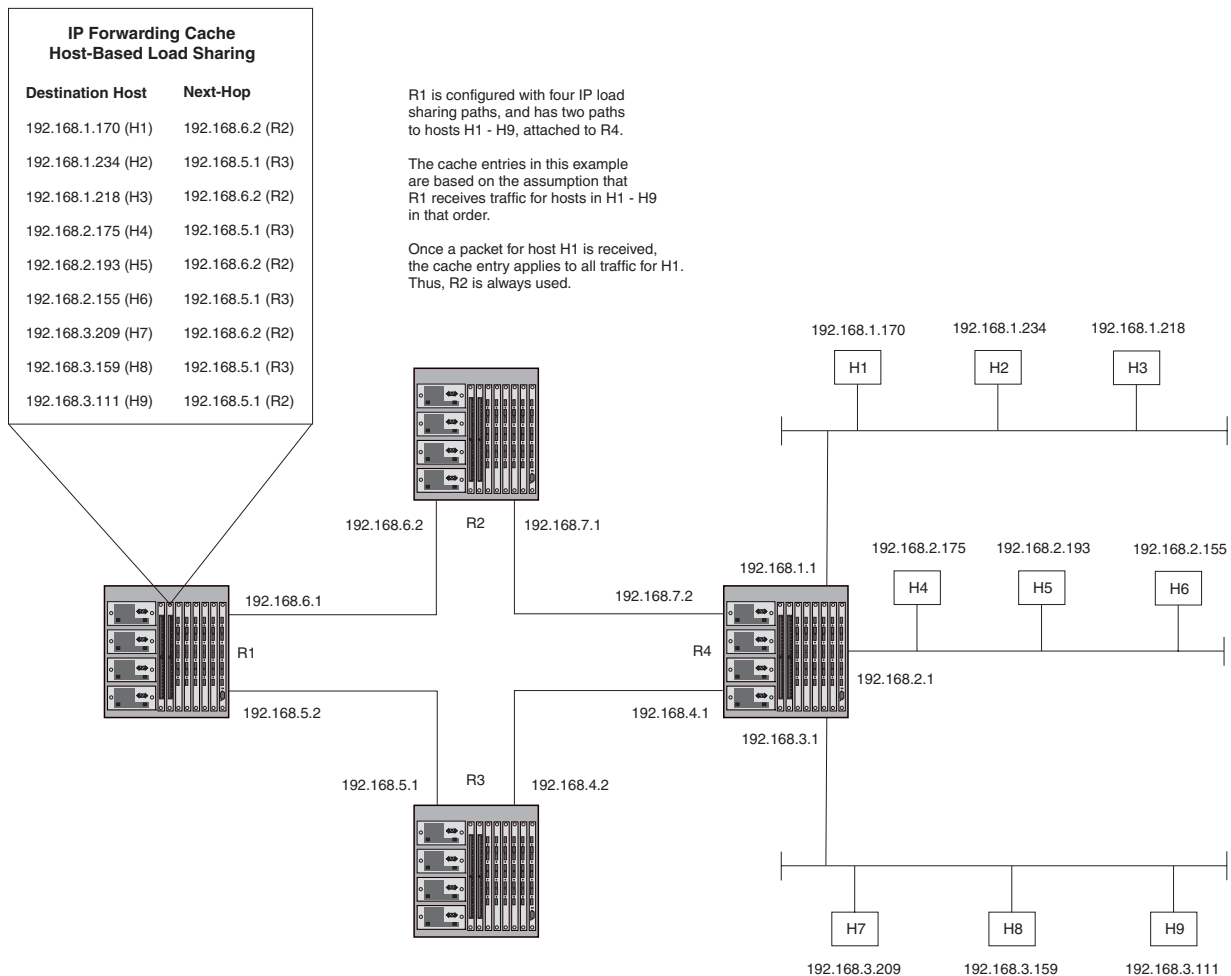 IP Forwarding Cache
Host-Based Load Sharing
Destination Host Next-Hop
192.168.1.170 (H1) 192.168.6.2 (R2)
192.168.1.234 (H2) 192.168.5.1 (R3)
192.168.1.218 (H3) 192.168.6.2 (R2)
192.168.2.175 (H4) 192.168.5.1 (R3)
192.168.2.193 (H5) 192.168.6.2 (R2)
192.168.2.155 (H6) 192.168.5.1 (R3)
192.168.3.209 (H7) 192.168.6.2 (R2)
192.168.3.159 (H8) 192.168.5.1 (R3)
192.168.3.111 (H9) 192.168.5.1 (R2)
R1 is configured with four IP load
sharing paths, and has two paths
to hosts H1 - H9, attached to R4.
The cache entries in this example
are based on the assumption that
R1 receives traffic for hosts in H1 - H9
in that order.
Once a packet for host H1 is received,
the cache entry applies to all traffic for H1.
Thus, R2 is always used.
192.168.1.170 192.168.1.234 192.168.1.218
H1 H2 H3
192.168.6.2 R2 192.168.7.1
192.168.2.175 192.168.2.193 192.168.2.155
192.168.1.1
H4 H5 H6
192.168.6.1 192.168.7.2
R1 R4
192.168.2.1
192.168.5.2 192.168.4.1
192.168.3.1
192.168.5.1 R3 192.168.4.2
H7 H8 H9
192.168.3.209 192.168.3.159 192.168.3.111